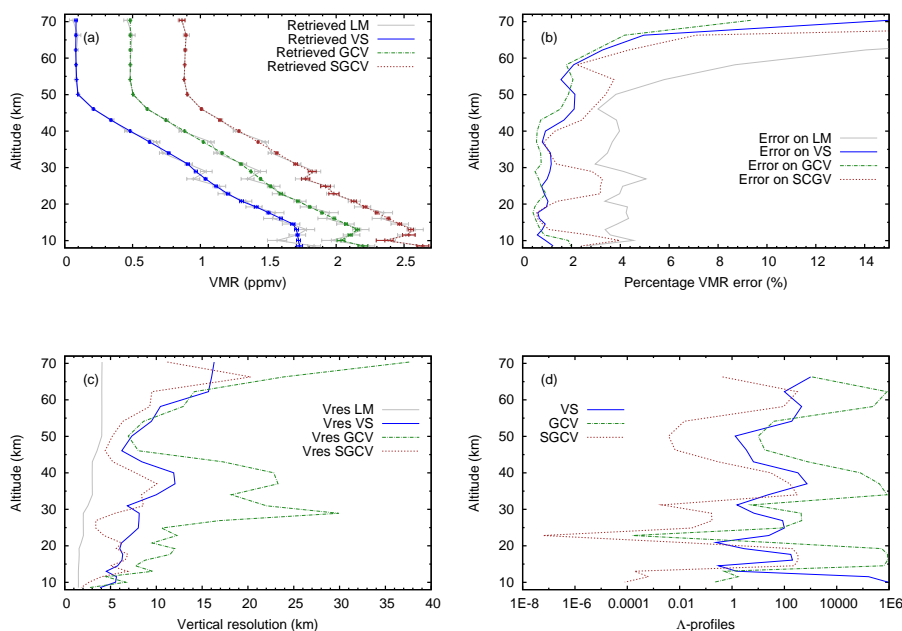 (a)
Retrieved LM
Retrieved VS
Retrieved GCV
Retrieved SGCV
Altitude (km)
70
60
50
40
30
20
10
0
0.5
1
1.5
2
2.5
VMR (ppmv)
(b)
Error on LM
Error on VS
Error on GCV
Error on SCGV
Altitude (km)
70
60
50
40
30
20
10
0
2
4
6
8
10
12
14
Percentage VMR error (%)
(c)
Vres LM
Vres VS
Vres GCV
Vres SGCV
Altitude (km)
70
60
50
40
30
20
10
0
5
10
15
20
25
30
35
40
Vertical resolution (km)
(d)
VS
GCV
SGCV
Altitude (km)
70
60
50
40
30
20
10
1E-8
1E-6
0.0001
0.01
1
100
10000
1E6
Λ-profiles